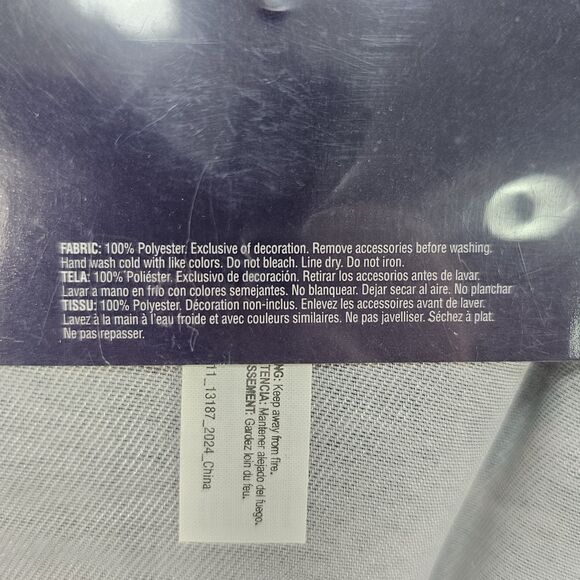 FABRIC: 100% Polyester. Exclusive of decoration. Remove accessories before washing.
Hand wash cold with like colors. Do not bleach. Line dry. Do not iron.
TELA: 100% Poliéster. Exclusivo de decoración. Retirar los accesorios antes de lavar.
Lavar a mano en frío con colores semejantes. No blanquear. Dejar secar al aire. No planchar
TISSU: 100% Polyester. Décoration non-inclus. Enlevez les accessoires avant de laver.
Lavez à la main à l'eau froide et avec couleurs similaires. Ne pas javelliser. Séchez à plat.
Ne pas repasser.
NG: Keep away from fire.
TENCIA: Mantener alejado del fuego.
SSEMENT: Gardez loin du feu.
11_13187_2024_China